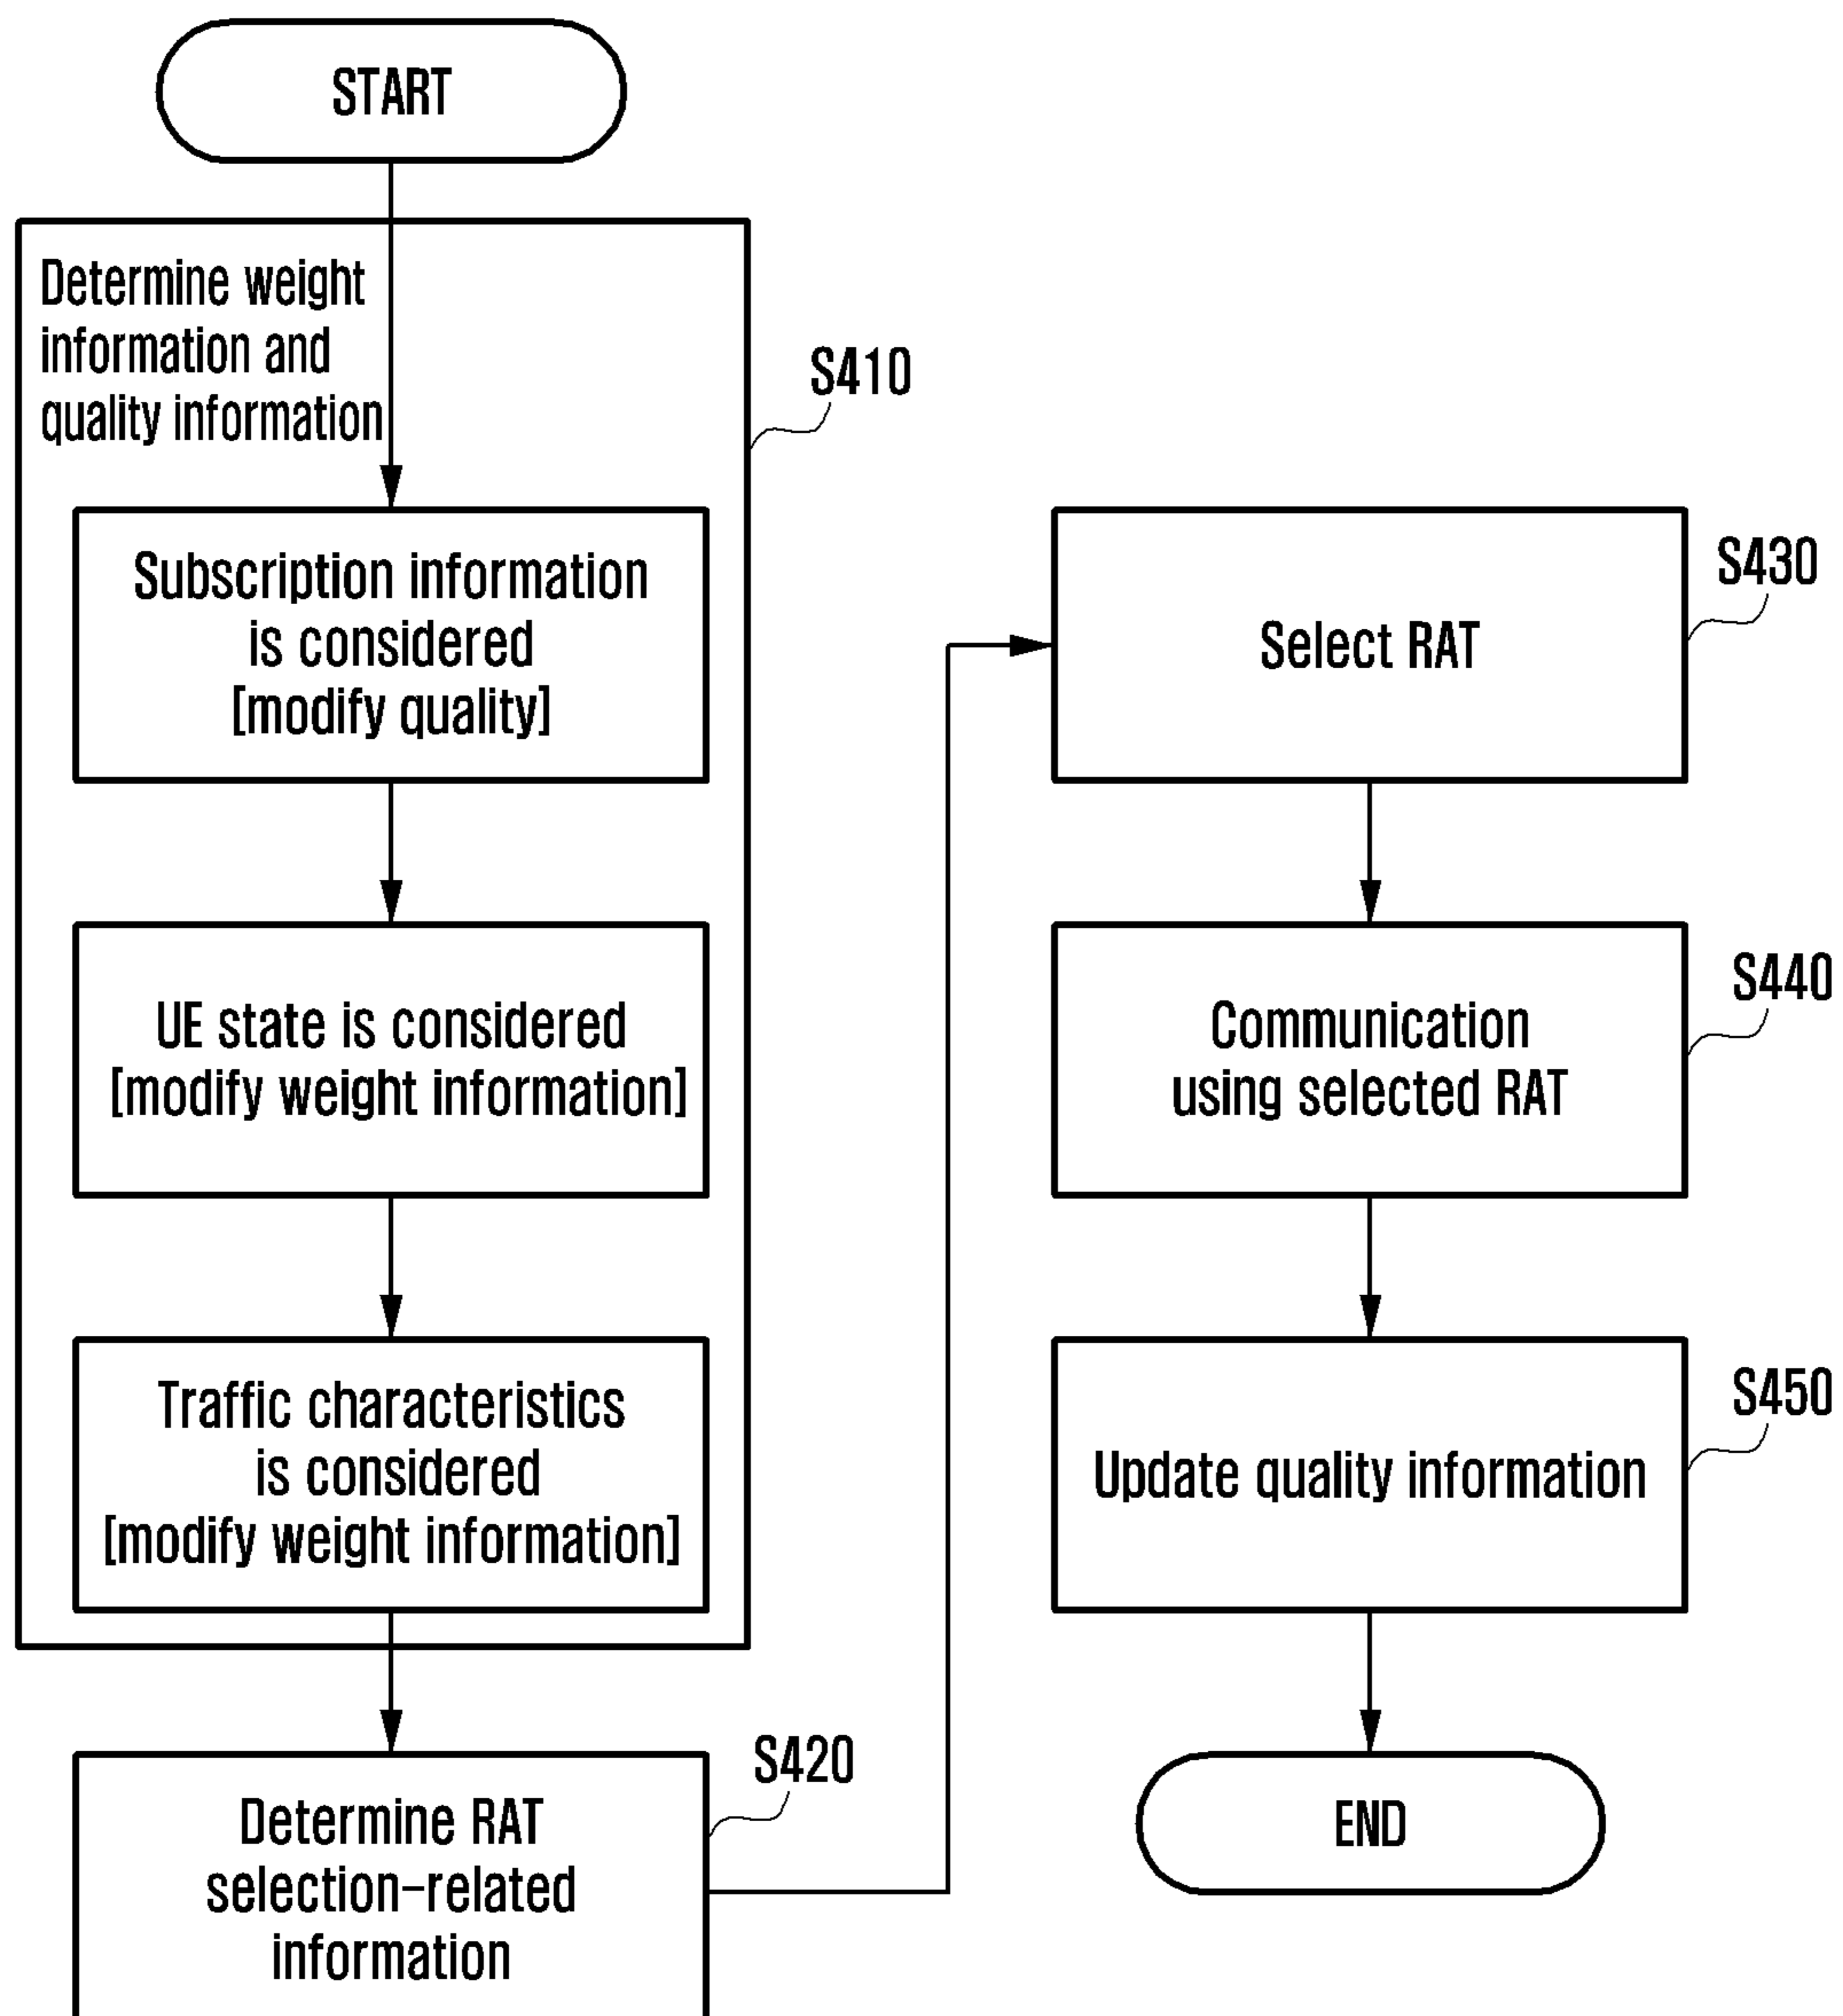 START
Determine weight
information and
quality information
S410
Subscription information
is considered
[modify quality]
UE state is considered
[modify weight information]
Traffic characteristics
is considered
[modify weight information]
S420
Determine RAT
selection-related
information
S430
Select RAT
S440
Communication
using selected RAT
S450
Update quality information
END